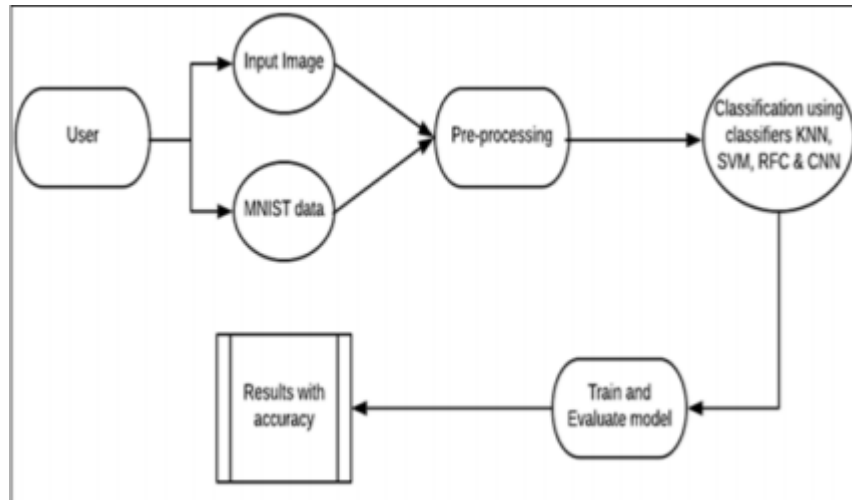 Input Image
User
MNIST data
Pre-processing
Classification using
classifiers KNN,
SVM, RFC & CNN
Train and
Evaluate model
Results with
accuracy